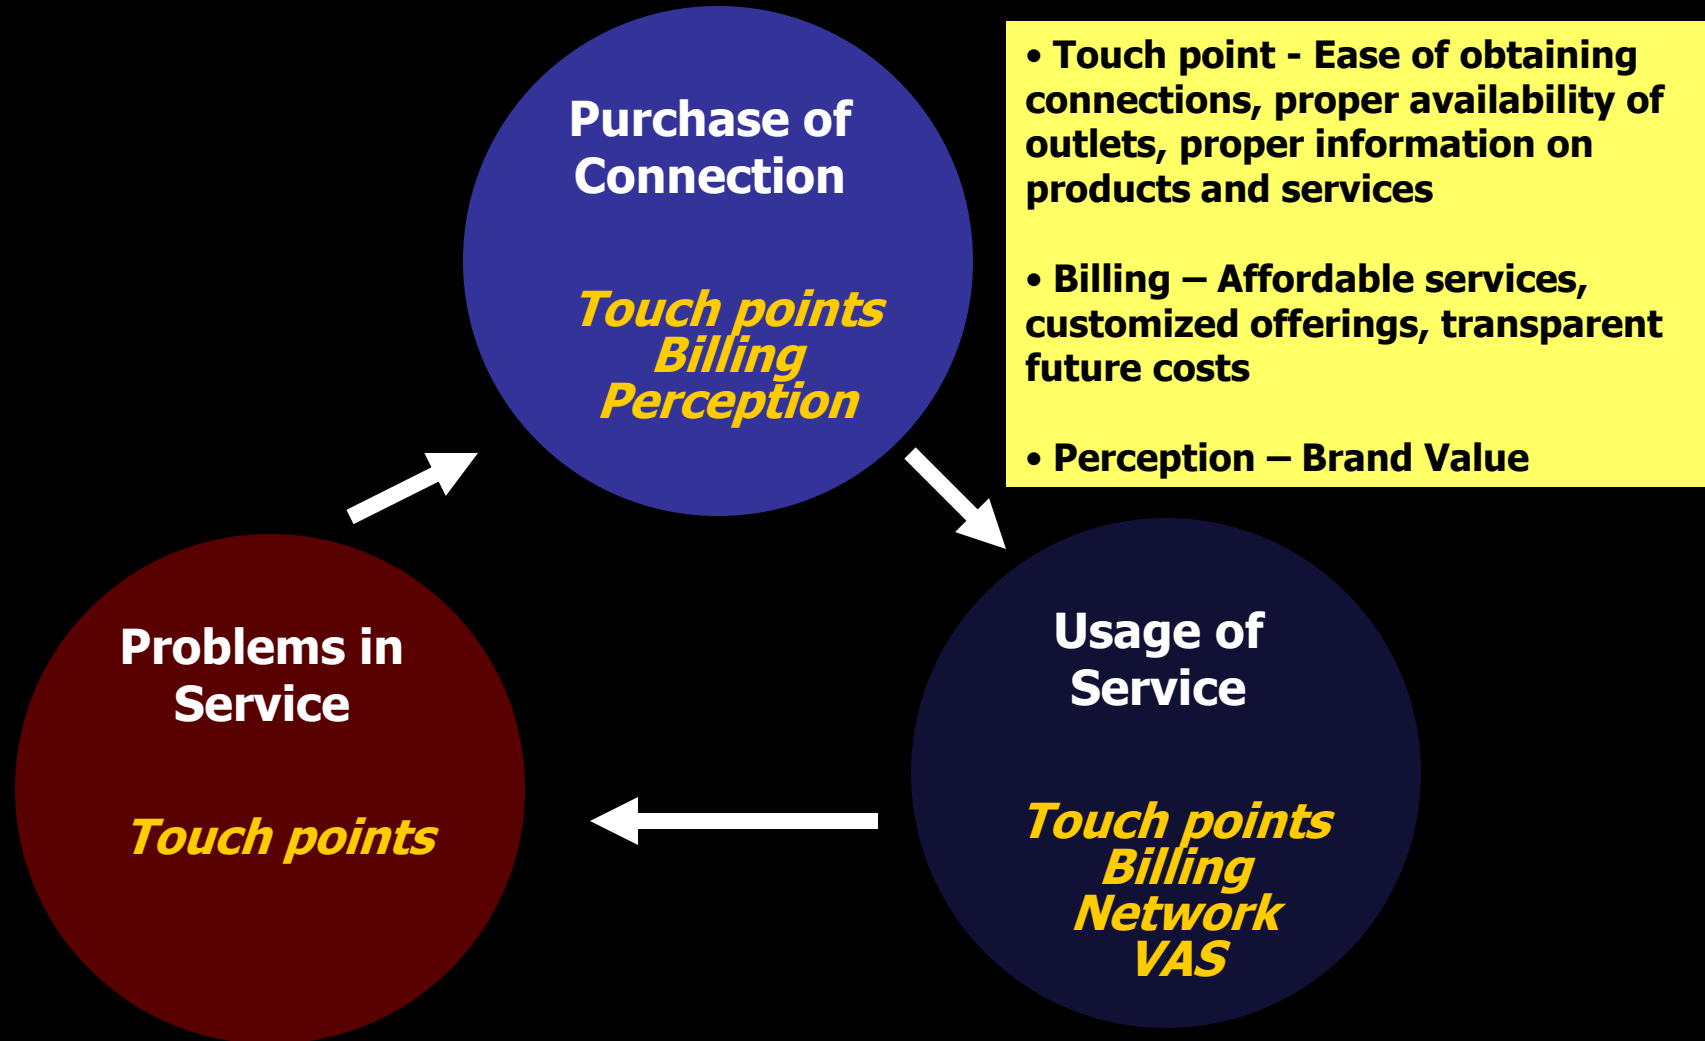 Purchase of
Connection
Touch points
Billing
Perception
• Touch point - Ease of obtaining
connections, proper availability of
outlets, proper information on
products and services
• Billing – Affordable services,
customized offerings, transparent
future costs
• Perception – Brand Value
Problems in
Service
Touch points
Usage of
Service
Touch points
Billing
Network
VAS